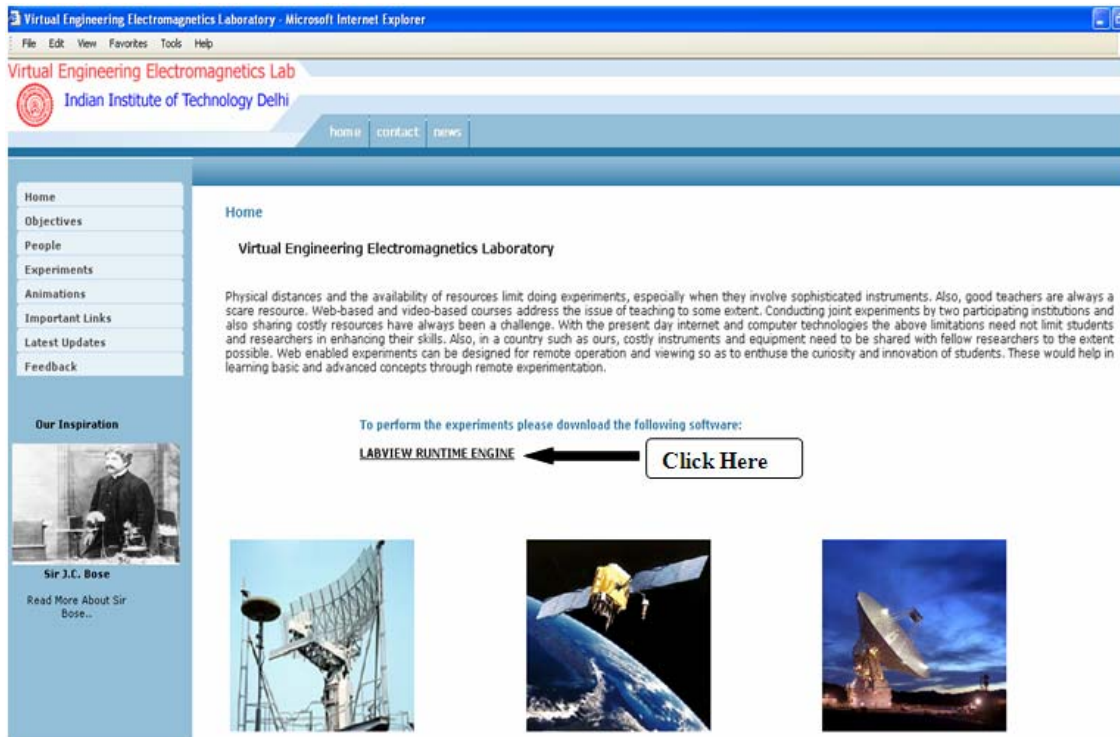 Virtual Engineering Electromagnetics Laboratory - Microsoft Internet Explorer
File Edit View Favorites Tools Help
Virtual Engineering Electromagnetics Lab
Indian Institute of Technology Delhi
home contact news
Home
Objectives
People
Experiments
Animations
Important Links
Latest Updates
Feedback
Our Inspiration
Sir J.C. Bose
Read More About Sir
Bose..
Home
Virtual Engineering Electromagnetics Laboratory
Physical distances and the availability of resources limit doing experiments, especially when they involve sophisticated instruments. Also, good teachers are always a
scare resource. Web-based and video-based courses address the issue of teaching to some extent. Conducting joint experiments by two participating institutions and
also sharing costly resources have always been a challenge. With the present day internet and computer technologies the above limitations need not limit students
and researchers in enhancing their skills. Also, in a country such as ours, costly instruments and equipment need to be shared with fellow researchers to the extent
possible. Web enabled experiments can be designed for remote operation and viewing so as to enthuse the curiosity and innovation of students. These would help in
learning basic and advanced concepts through remote experimentation.
To perform the experiments please download the following software:
LABVIEW RUNTIME ENGINE
Click Here